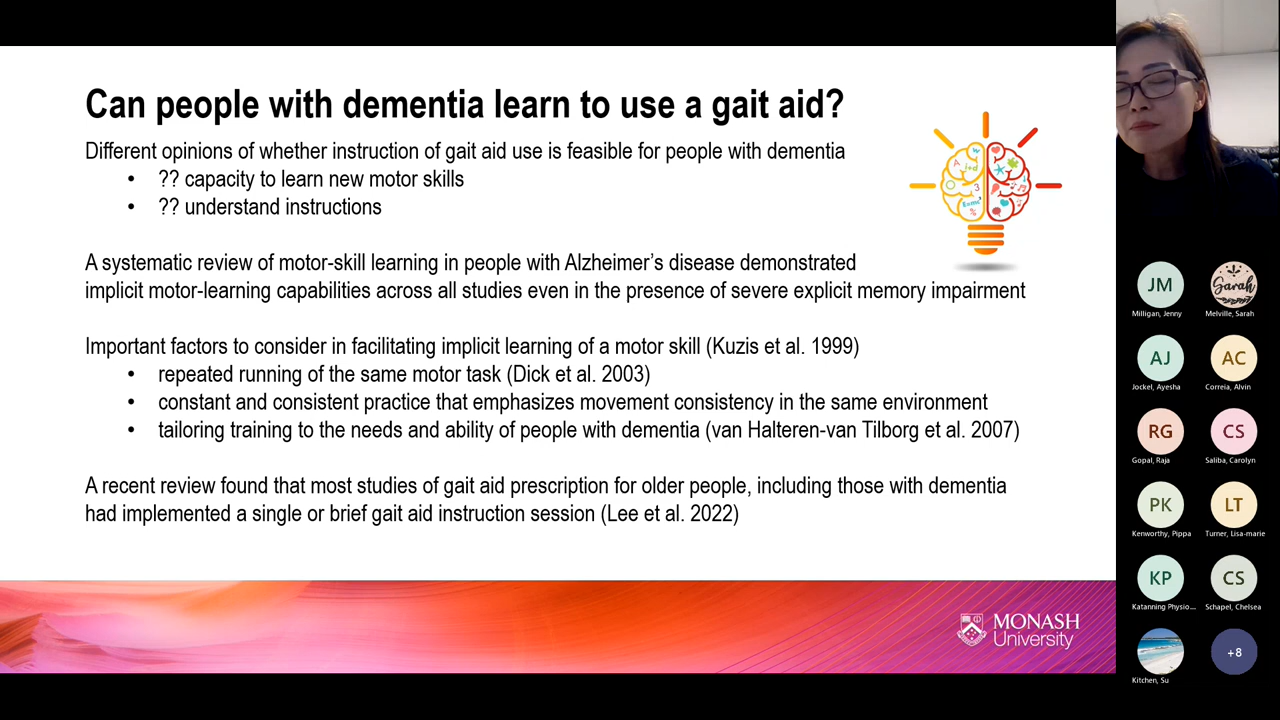 Can people with dementia learn to use a gait aid?
Different opinions of whether instruction of gait aid use is feasible for people with dementia
• ?? capacity to learn new motor skills
• ?? understand instructions
A systematic review of motor-skill learning in people with Alzheimer's disease demonstrated
implicit motor-learning capabilities across all studies even in the presence of severe explicit memory impairment
Important factors to consider in facilitating implicit learning of a motor skill (Kuzis et al. 1999)
• repeated running of the same motor task (Dick et al. 2003)
• constant and consistent practice that emphasizes movement consistency in the same environment
• tailoring training to the needs and ability of people with dementia (van Halteren-van Tilborg et al. 2007)
A recent review found that most studies of gait aid prescription for older people, including those with dementia
had implemented a single or brief gait aid instruction session (Lee et al. 2022)
MONASH
University
JM
Milligan, Jenny
Sarah
Melville, Sarah
AJ
Jockel, Ayesha
AC
Correia, Alvin
RG
Gopal, Raja
CS
Saliba, Carolyn
PK
Kenworthy, Pippa
LT
Turner, Lisa-marie
KP
Katanning Physio...
CS
Schapel, Chelsea
Kitchen, Su
+8